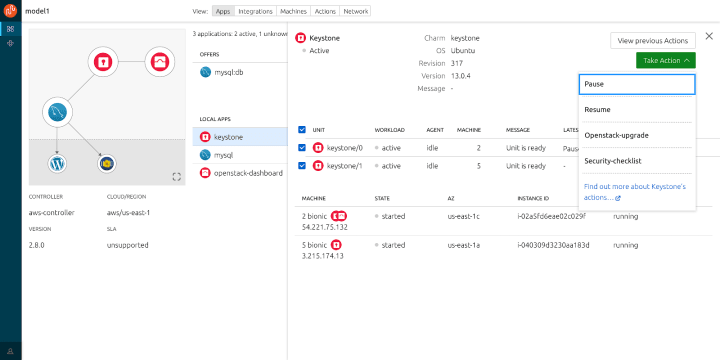 model1
View: Apps Integrations Machines Actions Network
3 applications: 2 active, 1 unknown
OFFERS
mysql:db
LOCAL APPS
keystone
mysql
openstack-dashboard
CONTROLLER CLOUD/REGION
aws-controller aws/us-east-1
VERSION SLA
2.8.0 unsupported
Keystone
Active
Charm keystone
OS Ubuntu
Revision 317
Version 13.0.4
Message -
View previous Actions
Take Action
Pause
Resume
Openstack-upgrade
Security-checklist
Find out more about Keystone's
actions...
UNIT WORKLOAD AGENT MACHINE MESSAGE LATES
keystone/0 active idle 2 Unit is ready Pause
keystone/1 active idle 5 Unit is ready -
MACHINE STATE AZ INSTANCE ID
2 bionic started us-east-1c i-02a5fd6eae02c029f running
54.221.75.132
5 bionic started us-east-1a i-040309d3230aa183d running
3.215.174.13